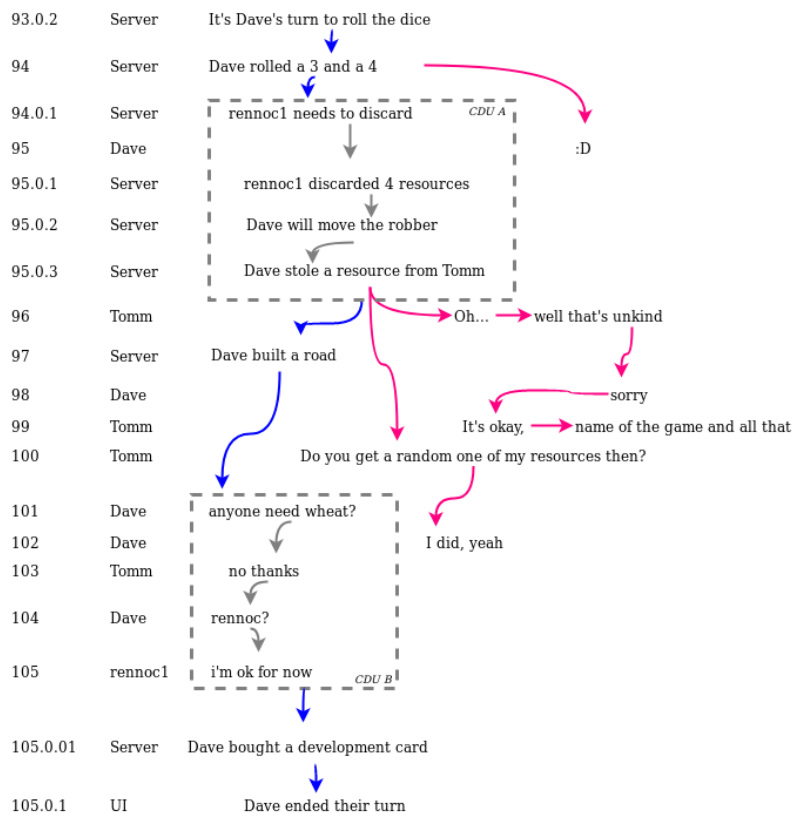 93.0.2 Server It's Dave's turn to roll the dice
94 Server Dave rolled a 3 and a 4
94.0.1 Server rennoc1 needs to discard CDU A
95 Dave :D
95.0.1 Server rennoc1 discarded 4 resources
95.0.2 Server Dave will move the robber
95.0.3 Server Dave stole a resource from Tomm
96 Tomm Oh... well that's unkind
97 Server Dave built a road
98 Dave sorry
99 Tomm It's okay, name of the game and all that
100 Tomm Do you get a random one of my resources then?
101 Dave anyone need wheat?
102 Dave I did, yeah
103 Tomm no thanks
104 Dave rennoc?
105 rennoc1 i'm ok for now CDU B
105.0.01 Server Dave bought a development card
105.0.1 UI Dave ended their turn